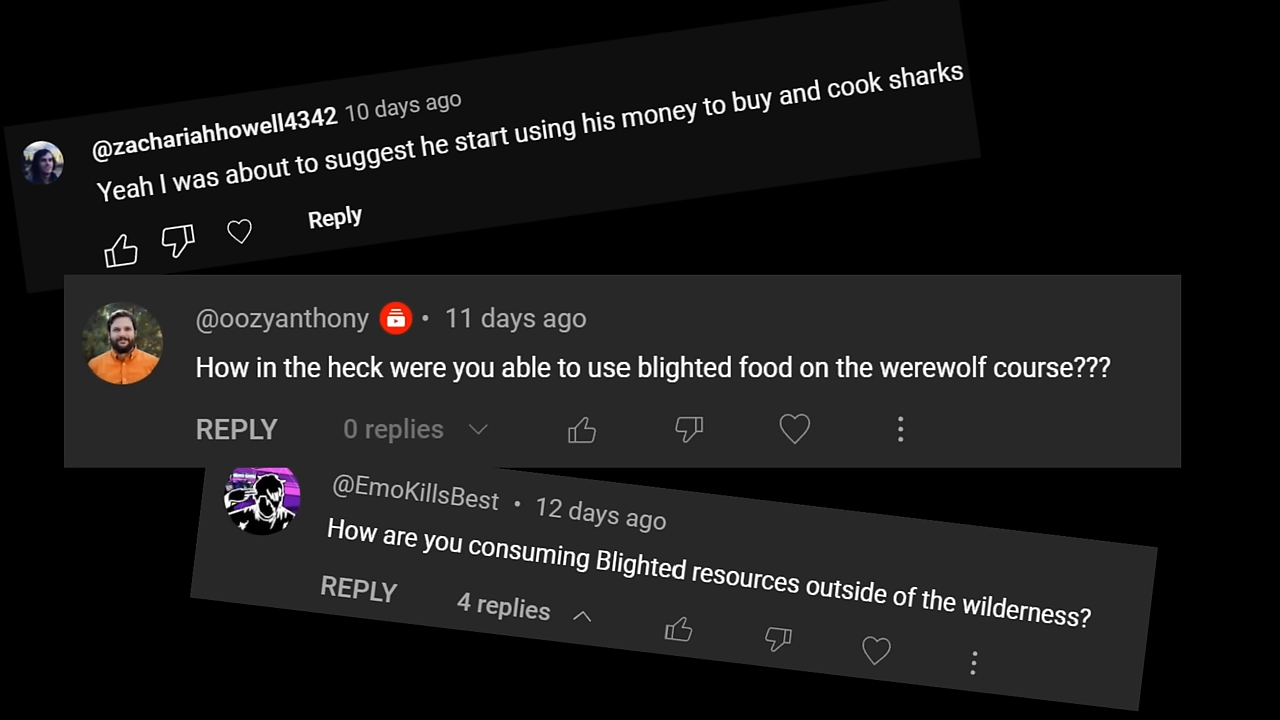 @zachariahhowell4342 10 days ago
Yeah I was about to suggest he start using his money to buy and cook sharks
Reply
@oozyanthony • 11 days ago
How in the heck were you able to use blighted food on the werewolf course???
REPLY 0 replies
@EmoKillsBest • 12 days ago
How are you consuming Blighted resources outside of the wilderness?
REPLY 4 replies